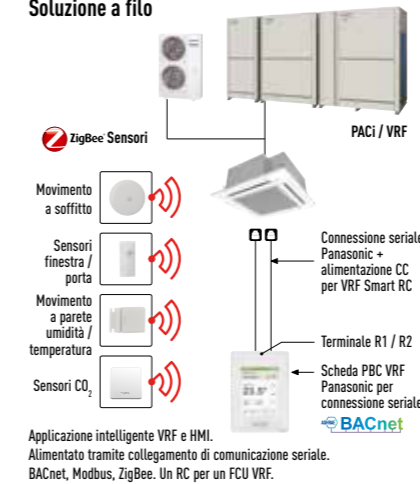 Soluzione a filo
PACi / VRF
ZigBee Sensori
Movimento
a soffitto
Sensori
finestra /
porta
Movimento
a parete
umidità /
temperatura
Sensori CO₂
Connessione seriale
Panasonic +
alimentazione CC
per VRF Smart RC
Terminale R1 / R2
Scheda PBC VRF
Panasonic per
connessione seriale
BACnet
Applicazione intelligente VRF e HMI.
Alimentato tramite collegamento di comunicazione seriale.
BACnet, Modbus, ZigBee. Un RC per un FCU VRF.